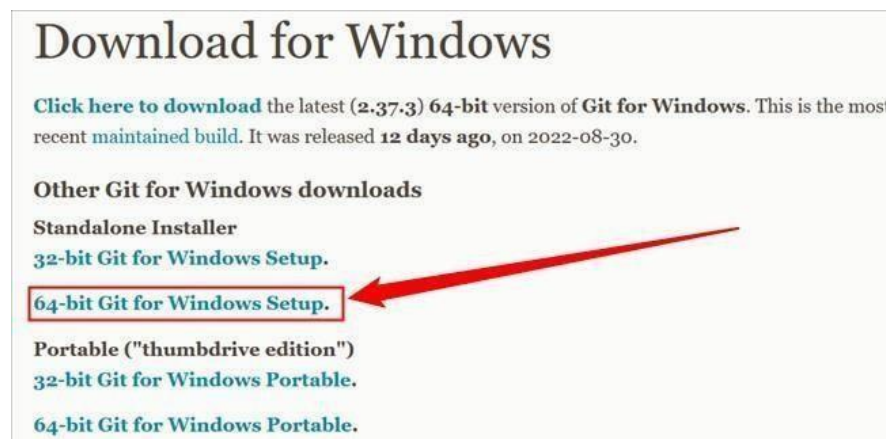 Download for Windows
Click here to download the latest (2.37.3) 64-bit version of Git for Windows. This is the most
recent maintained build. It was released 12 days ago, on 2022-08-30.
Other Git for Windows downloads
Standalone Installer
32-bit Git for Windows Setup.
64-bit Git for Windows Setup.
Portable ("thumbdrive edition")
32-bit Git for Windows Portable.
64-bit Git for Windows Portable.